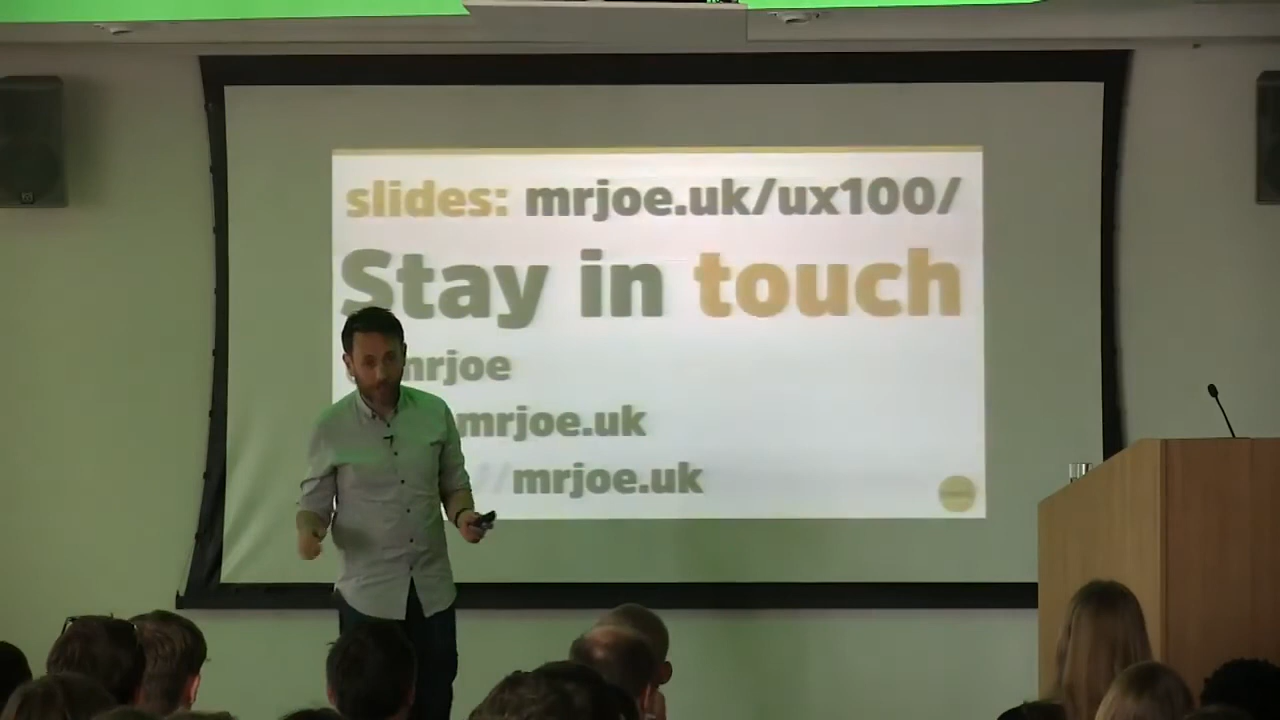 slides: mrjoe.uk/ux100/
Stay in touch
mrjoe
mrjoe.uk
//mrjoe.uk